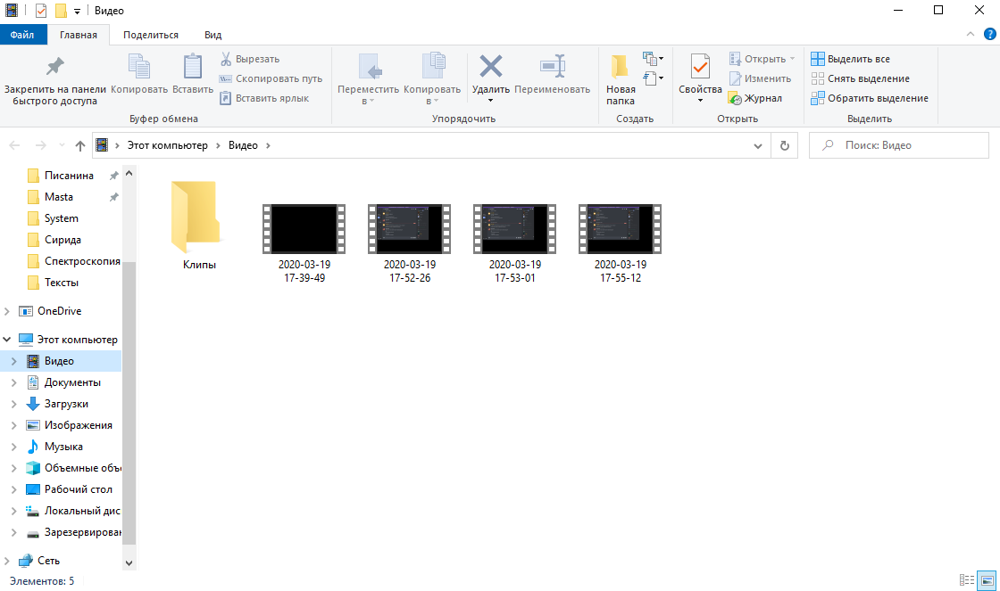 Видео
Файл
Главная
Поделиться
Вид
Закрепить на панели
быстрого доступа
Копировать
Вставить
Вырезать
Скопировать путь
Вставить ярлык
Буфер обмена
Переместить
в
Копировать
в
Удалить
Переименовать
Упорядочить
Новая
папка
Создать
Свойства
Открыть
Изменить
Журнал
Открыть
Выделить все
Снять выделение
Обратить выделение
Выделить
Этот компьютер
Видео
Поиск: Видео
Писанина
Masta
System
Сирида
Спектроскопия
Тексты
OneDrive
Этот компьютер
Видео
Документы
Загрузки
Изображения
Музыка
Объемные объе
Рабочий стол
Локальный дис
Зарезервирован
Сеть
Клипы
2020-03-19
17-39-49
2020-03-19
17-52-26
2020-03-19
17-53-01
2020-03-19
17-55-12
Элементов: 5